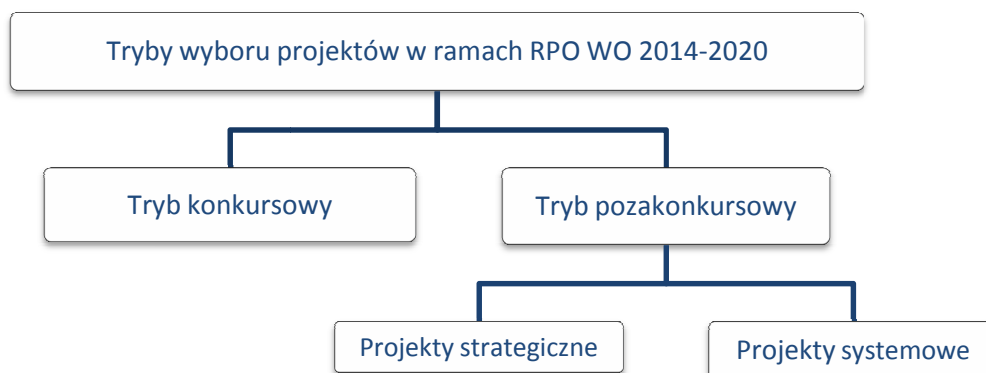 Tryby wyboru projektów w ramach RPO WO 2014-2020
Tryb konkursowy
Tryb pozakonkursowy
Projekty strategiczne
Projekty systemowe